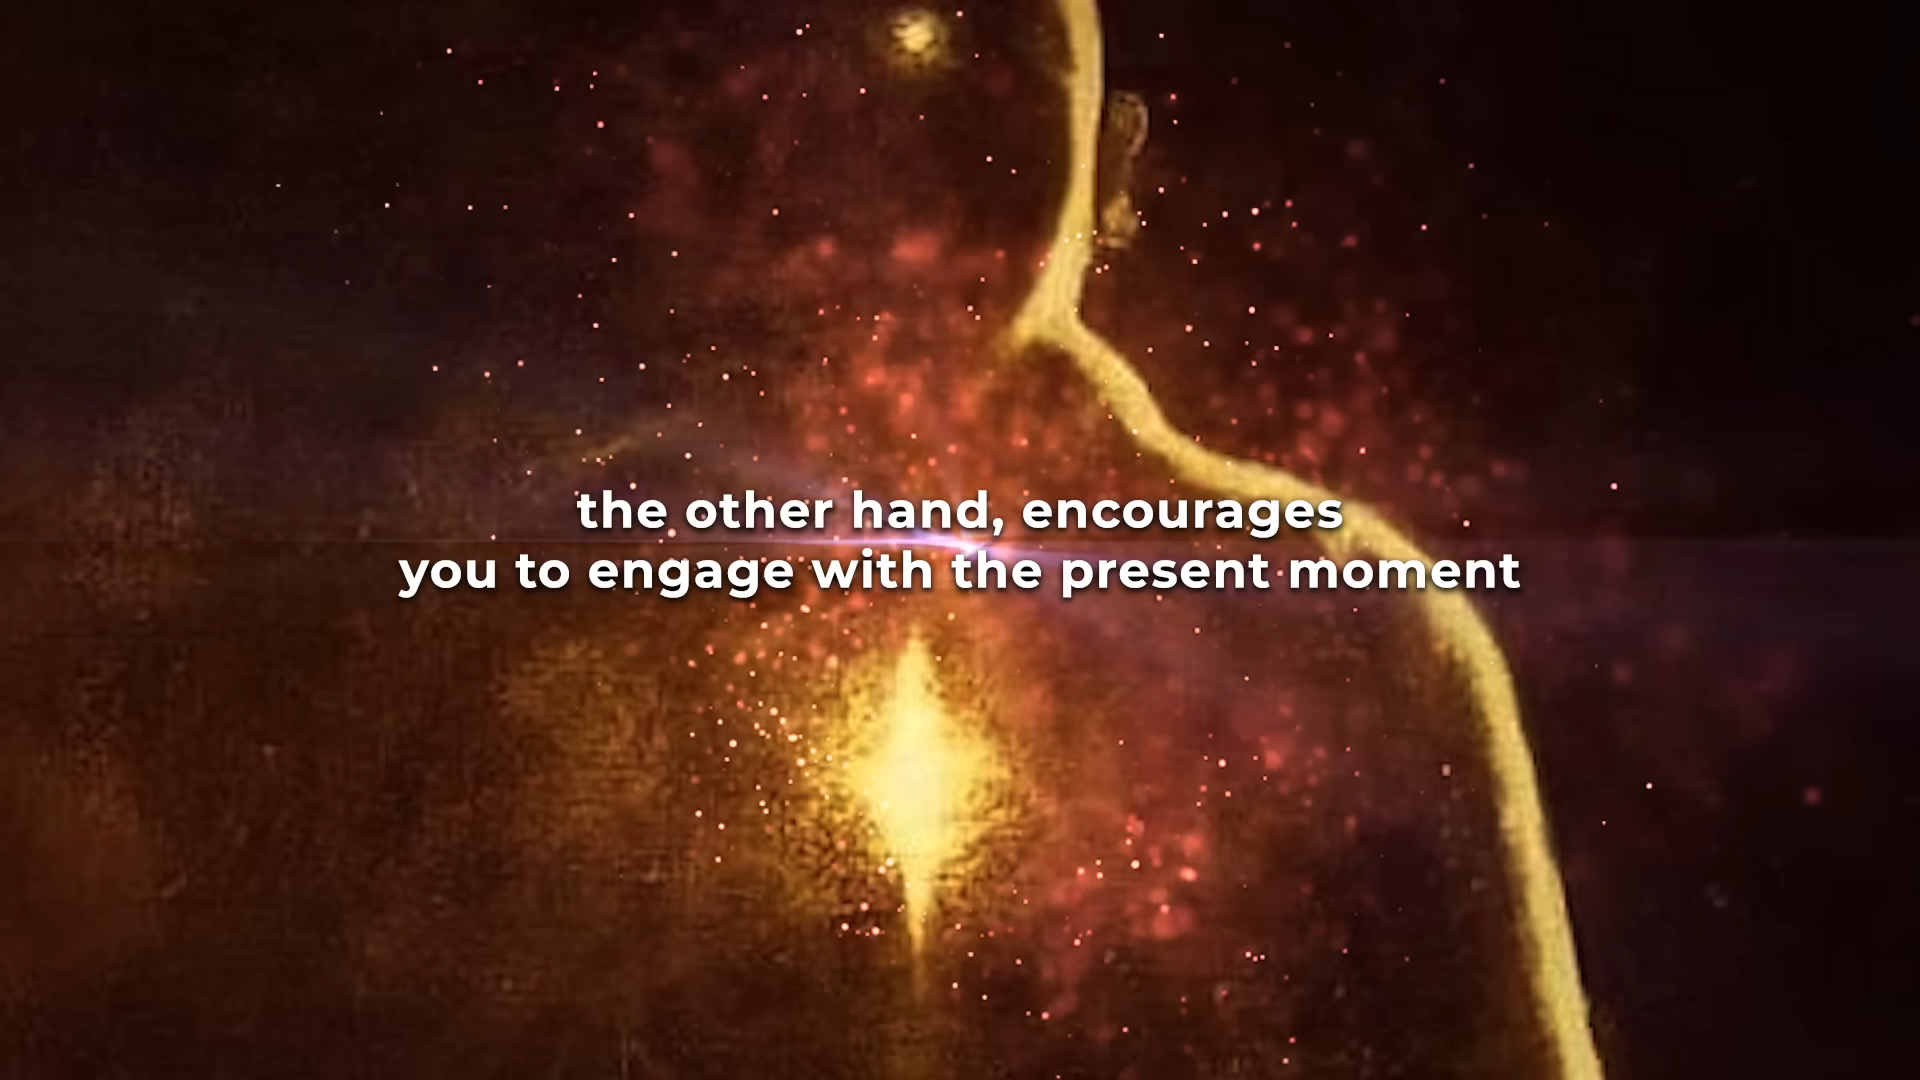 the other hand, encourages
you to engage with the present moment